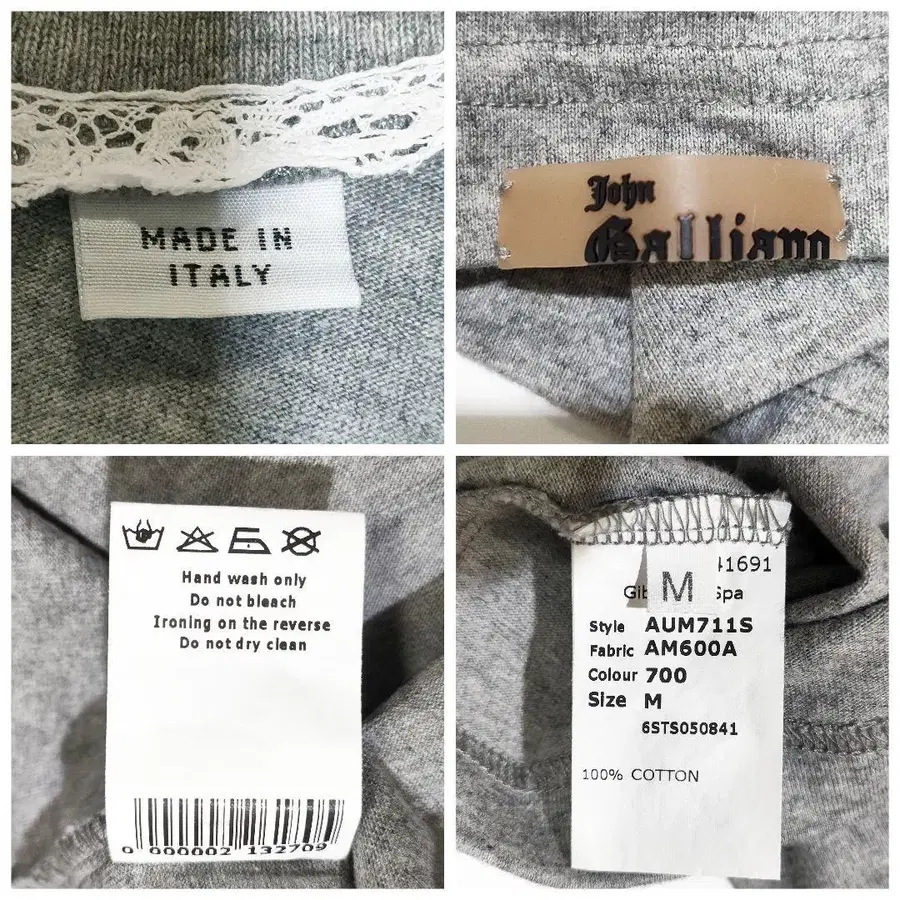 MADE IN
ITALY
John
Galliano
Hand wash only
Do not bleach
Ironing on the reverse
Do not dry clean
0 000002 132709
41691
M
Spa
Style AUM711S
Fabric AM600A
Colour 700
Size M
6STS050841
100% COTTON